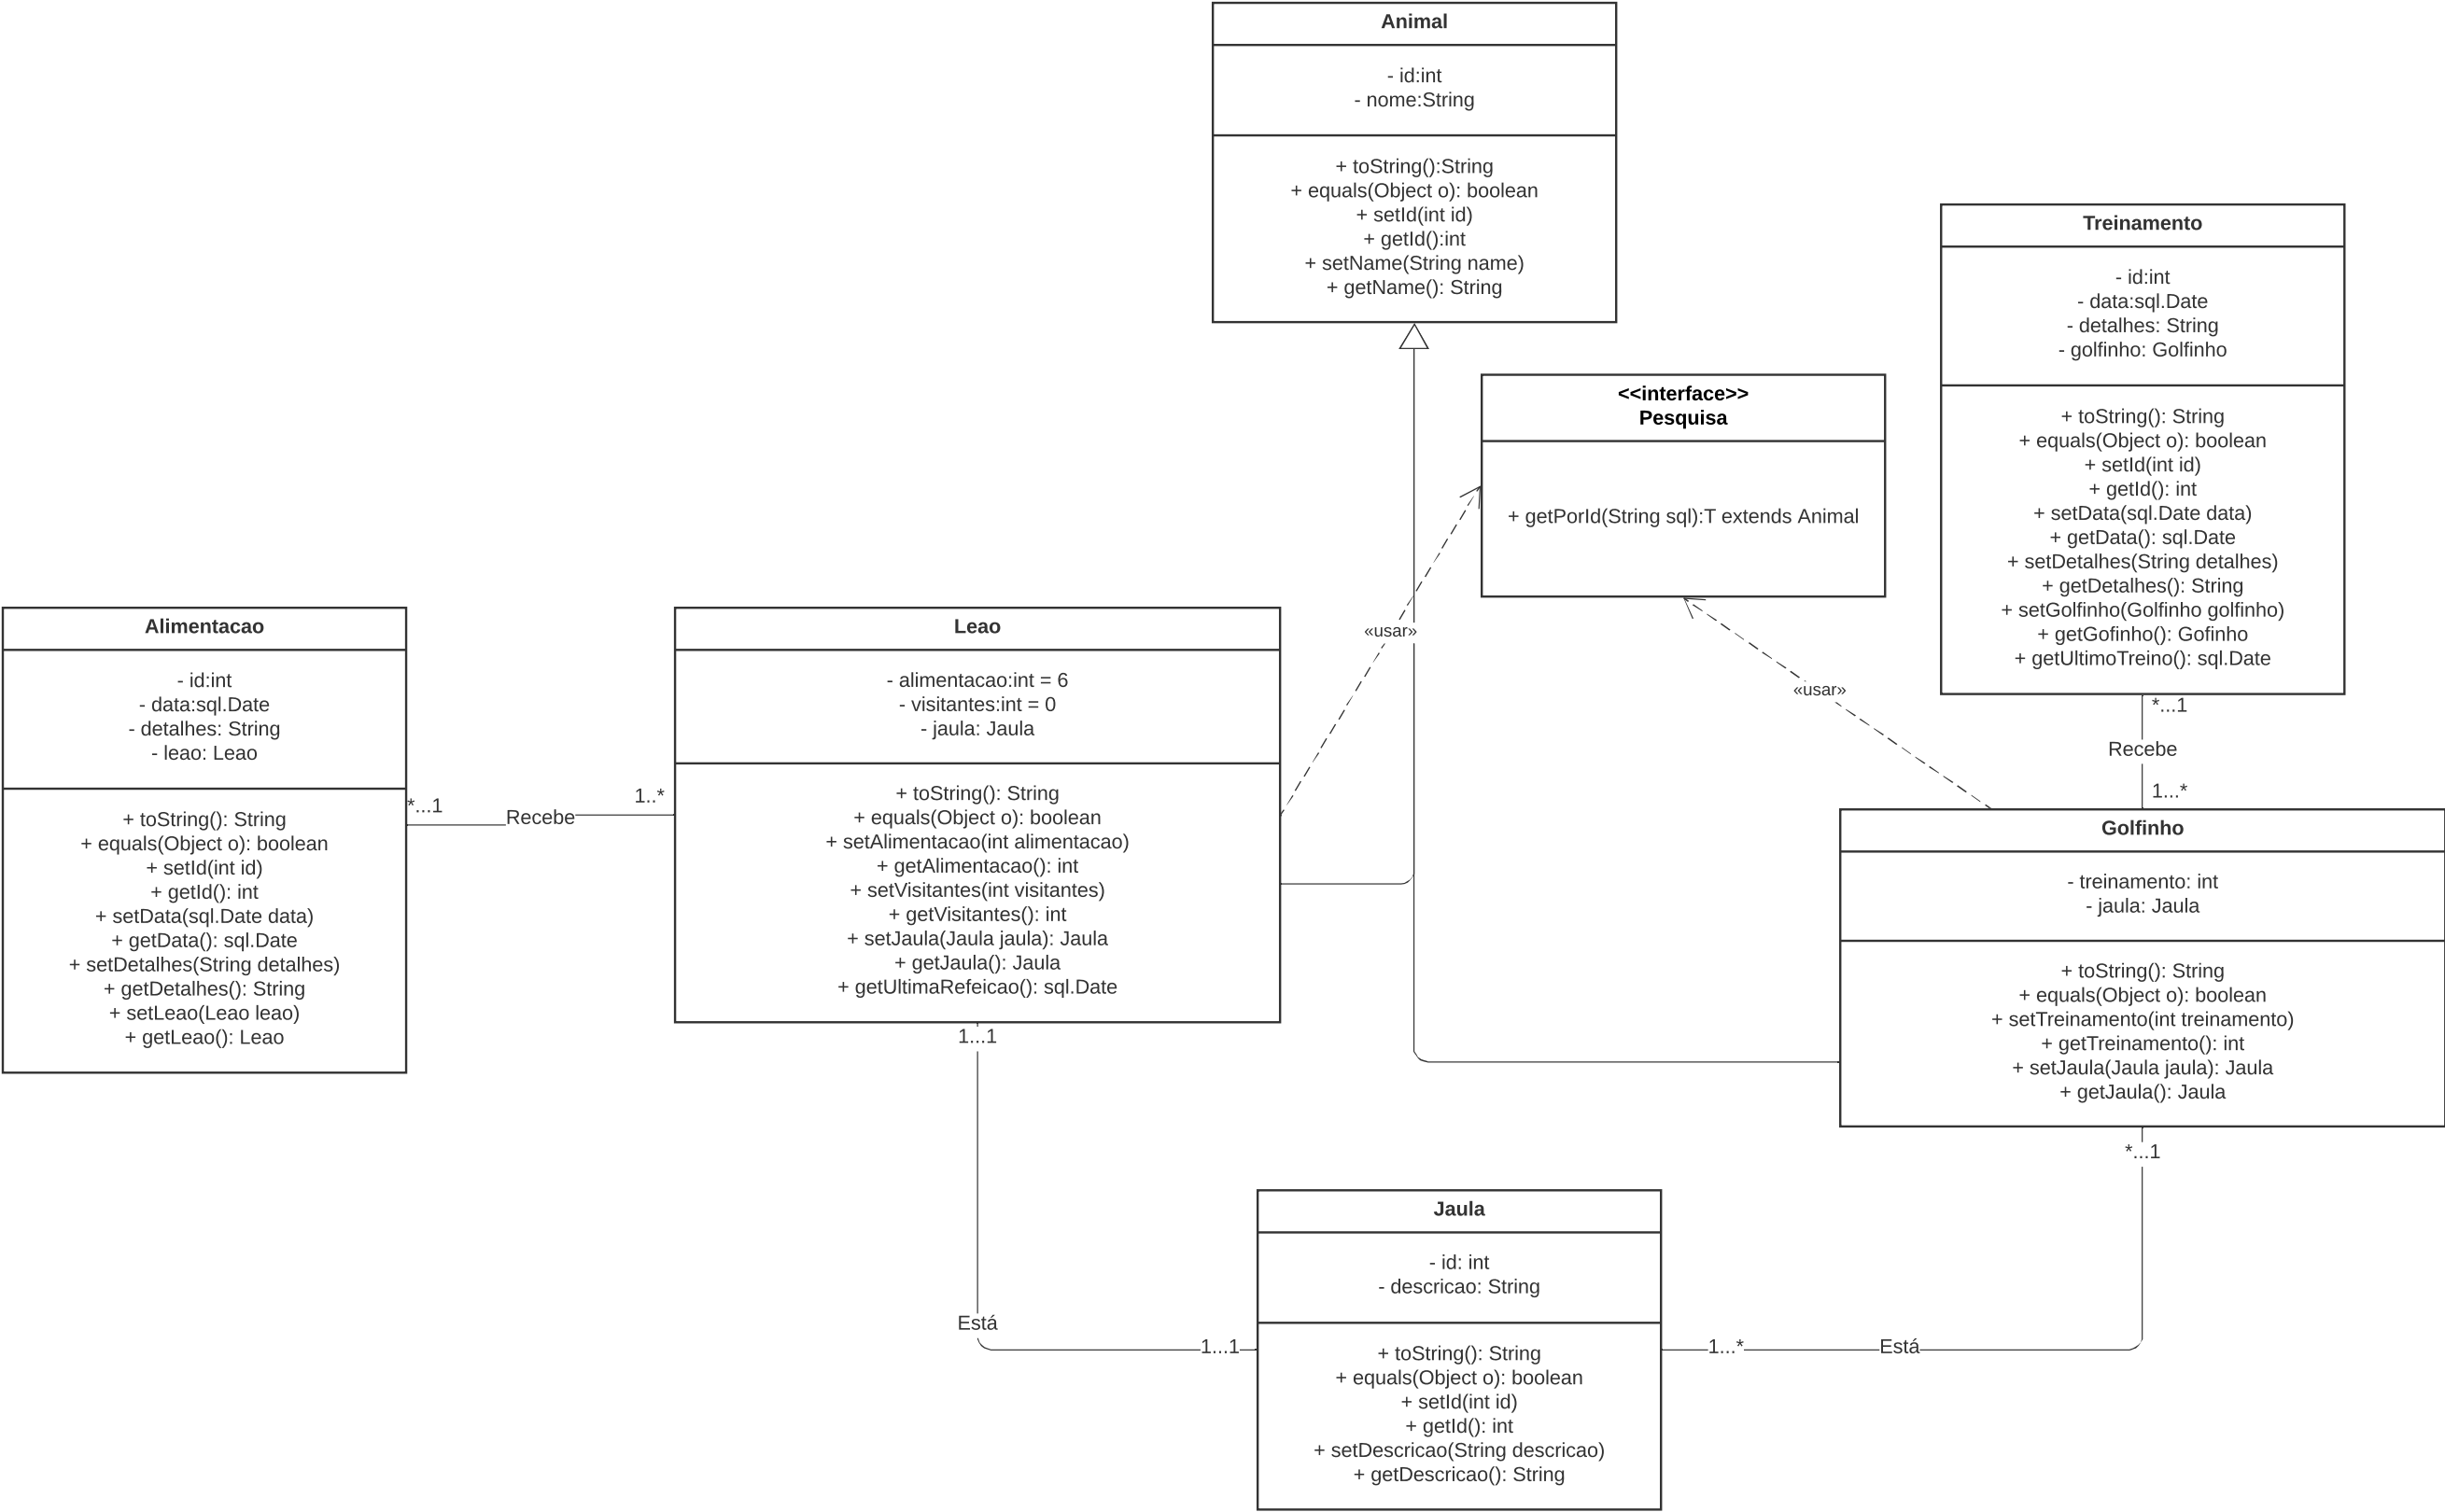 Animal
- id:int
- nome:String
+ toString():String
+ equals(Object o): boolean
+ setId(int id)
+ getId():int
+ setName(String name)
+ getName(): String
Treinamento
- id:int
- data:sql.Date
- detalhes: String
- golfinho: Golfinho
+ toString(): String
+ equals(Object o): boolean
+ setId(int id)
+ getId(): int
+ setData(sql.Date data)
+ getData(): sql.Date
+ setDetalhes(String detalhes)
+ getDetalhes(): String
+ setGolfinho(Golfinho golfinho)
+ getGofinho(): Gofinho
+ getUltimoTreino(): sql.Date
<<interface>>
Pesquisa
+ getPorId(String sql):T extends Animal
«usar»
«usar»
*...1
Recebe
1...*
Alimentacao
- id:int
- data:sql.Date
- detalhes: String
- leao: Leao
+ toString(): String
+ equals(Object o): boolean
+ setId(int id)
+ getId(): int
+ setData(sql.Date data)
+ getData(): sql.Date
+ setDetalhes(String detalhes)
+ getDetalhes(): String
+ setLeao(Leao leao)
+ getLeao(): Leao
*...1
Recebe
1..*
Leao
- alimentacao:int = 6
- visitantes:int = 0
- jaula: Jaula
+ toString(): String
+ equals(Object o): boolean
+ setAlimentacao(int alimentacao)
+ getAlimentacao(): int
+ setVisitantes(int visitantes)
+ getVisitantes(): int
+ setJaula(Jaula jaula): Jaula
+ getJaula(): Jaula
+ getUltimaRefeicao(): sql.Date
Golfinho
- treinamento: int
- jaula: Jaula
+ toString(): String
+ equals(Object o): boolean
+ setTreinamento(int treinamento)
+ getTreinamento(): int
+ setJaula(Jaula jaula): Jaula
+ getJaula(): Jaula
1...1
Está
1...1
*...1
Está
1...*
Jaula
- id: int
- descricao: String
+ toString(): String
+ equals(Object o): boolean
+ setId(int id)
+ getId(): int
+ setDescricao(String descricao)
+ getDescricao(): String